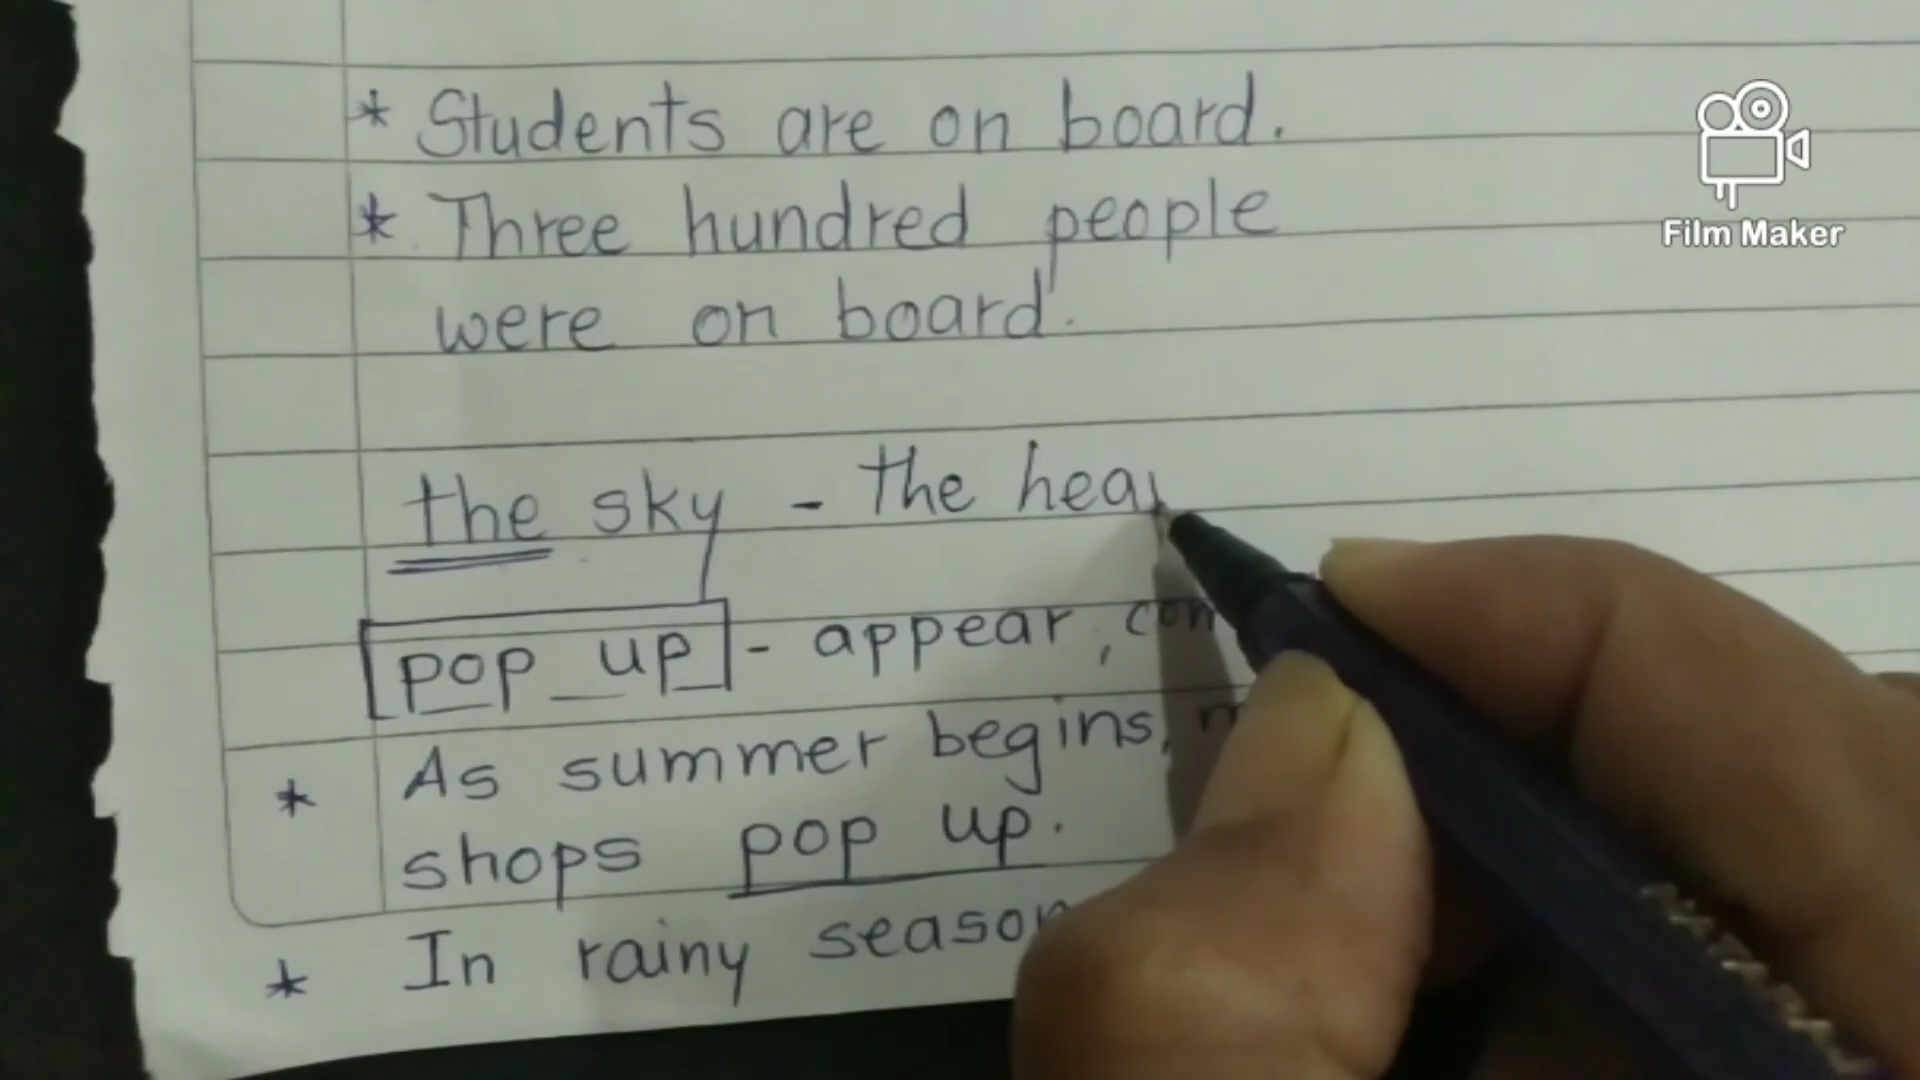 * Students are on board.
* Three hundred people
were on board.
the sky - the hea
pop up - appear,
* As summer begins,
shops pop up.
* In rainy
Film Maker